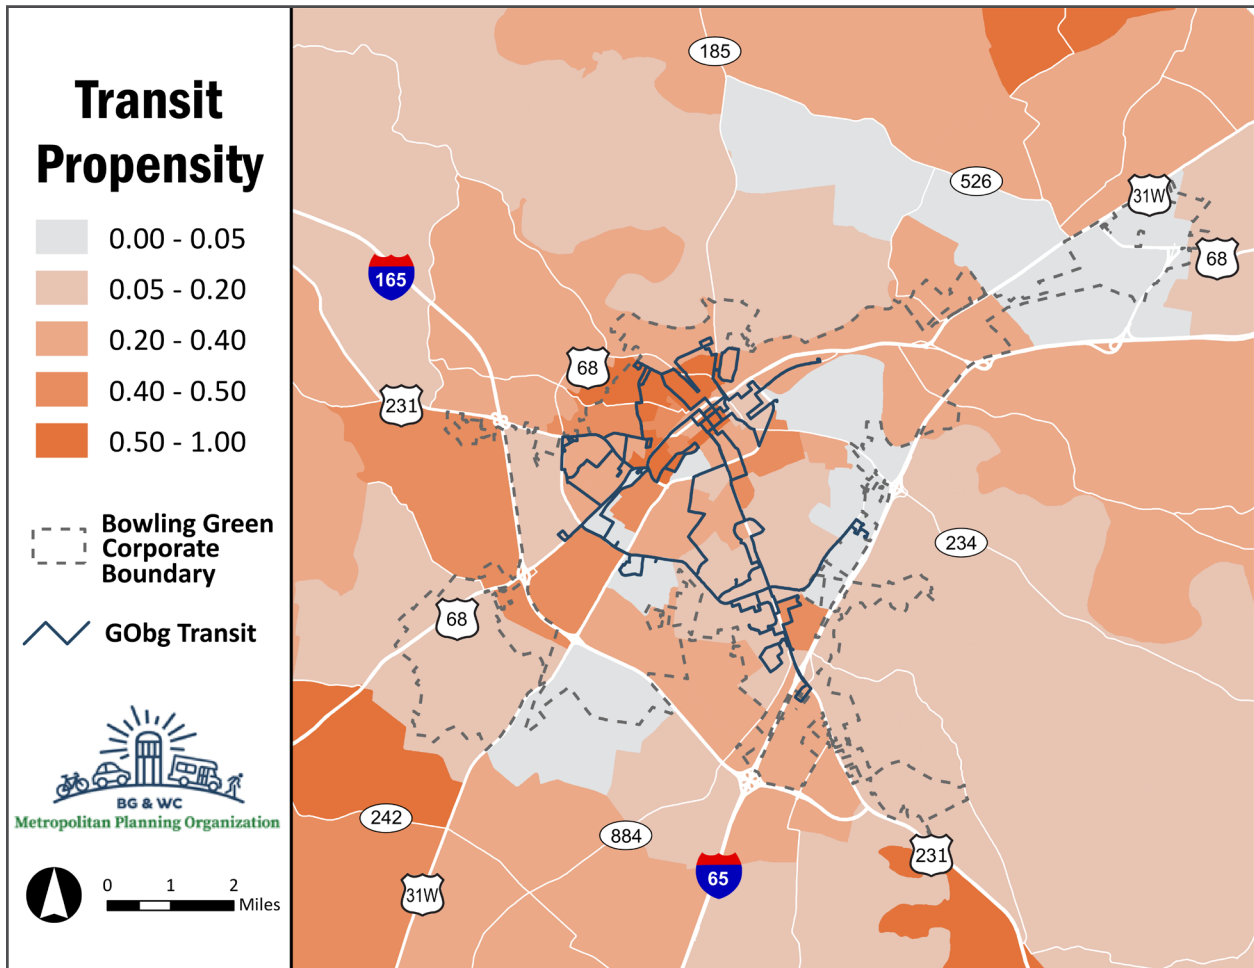 Transit
Propensity
0.00 - 0.05
0.05 - 0.20
0.20 - 0.40
0.40 - 0.50
0.50 - 1.00
Bowling Green
Corporate
Boundary
GObg Transit
BG & WC
Metropolitan Planning Organization
0 1 2
Miles
185
526
31W
68
165
68
231
234
68
242
884
231
65
31W